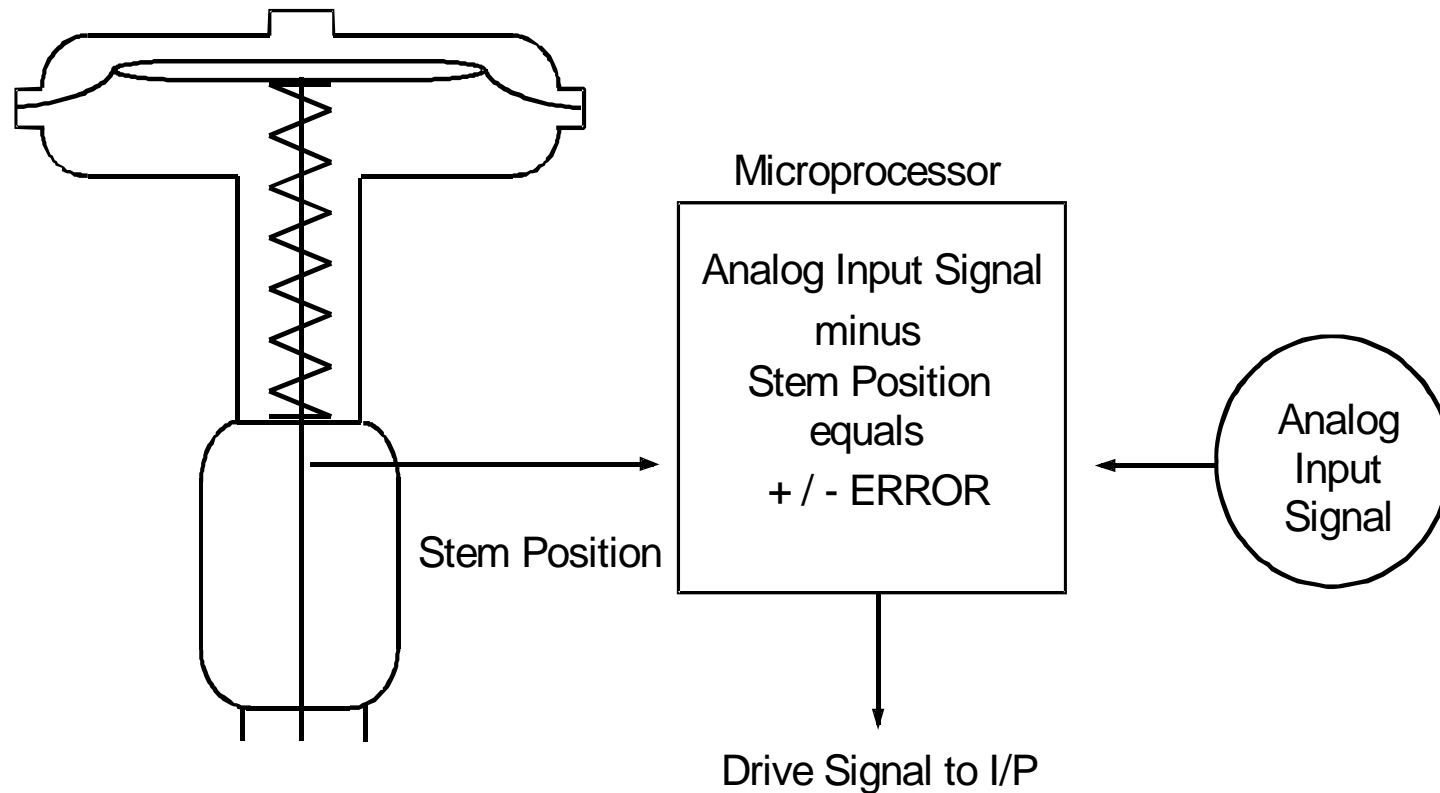 Microprocessor
Analog Input Signal
minus
Stem Position
equals
+ / - ERROR
Analog
Input
Signal
Stem Position
Drive Signal to I/P